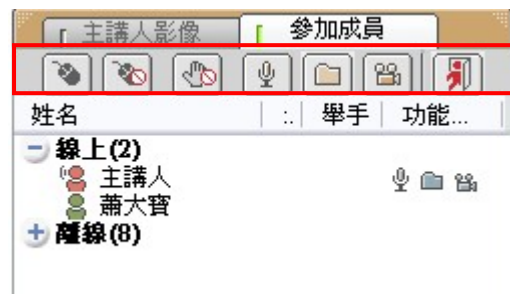 主講人影像 參加成員
姓名 :. 舉手 功能...
線上(2)
主講人
蕭大寶
離線(8)